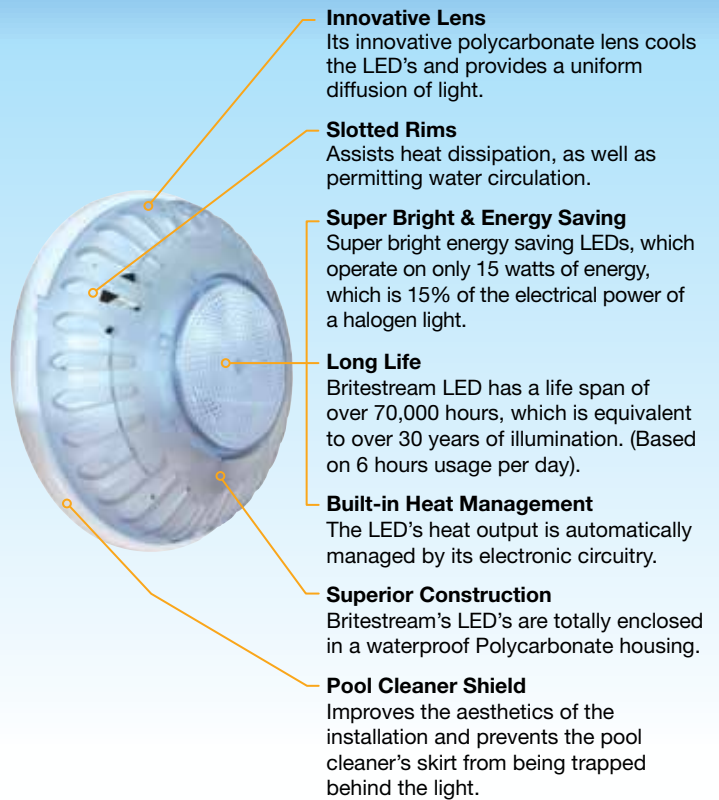 Innovative Lens
Its innovative polycarbonate lens cools
the LED’s and provides a uniform
diffusion of light.
Slotted Rims
Assists heat dissipation, as well as
permitting water circulation.
Super Bright & Energy Saving
Super bright energy saving LEDs, which
operate on only 15 watts of energy,
which is 15% of the electrical power of
a halogen light.
Long Life
Britestream LED has a life span of
over 70,000 hours, which is equivalent
to over 30 years of illumination. (Based
on 6 hours usage per day).
Built-in Heat Management
The LED’s heat output is automatically
managed by its electronic circuitry.
Superior Construction
Britestream’s LED’s are totally enclosed
in a waterproof Polycarbonate housing.
Pool Cleaner Shield
Improves the aesthetics of the
installation and prevents the pool
cleaner’s skirt from being trapped
behind the light.